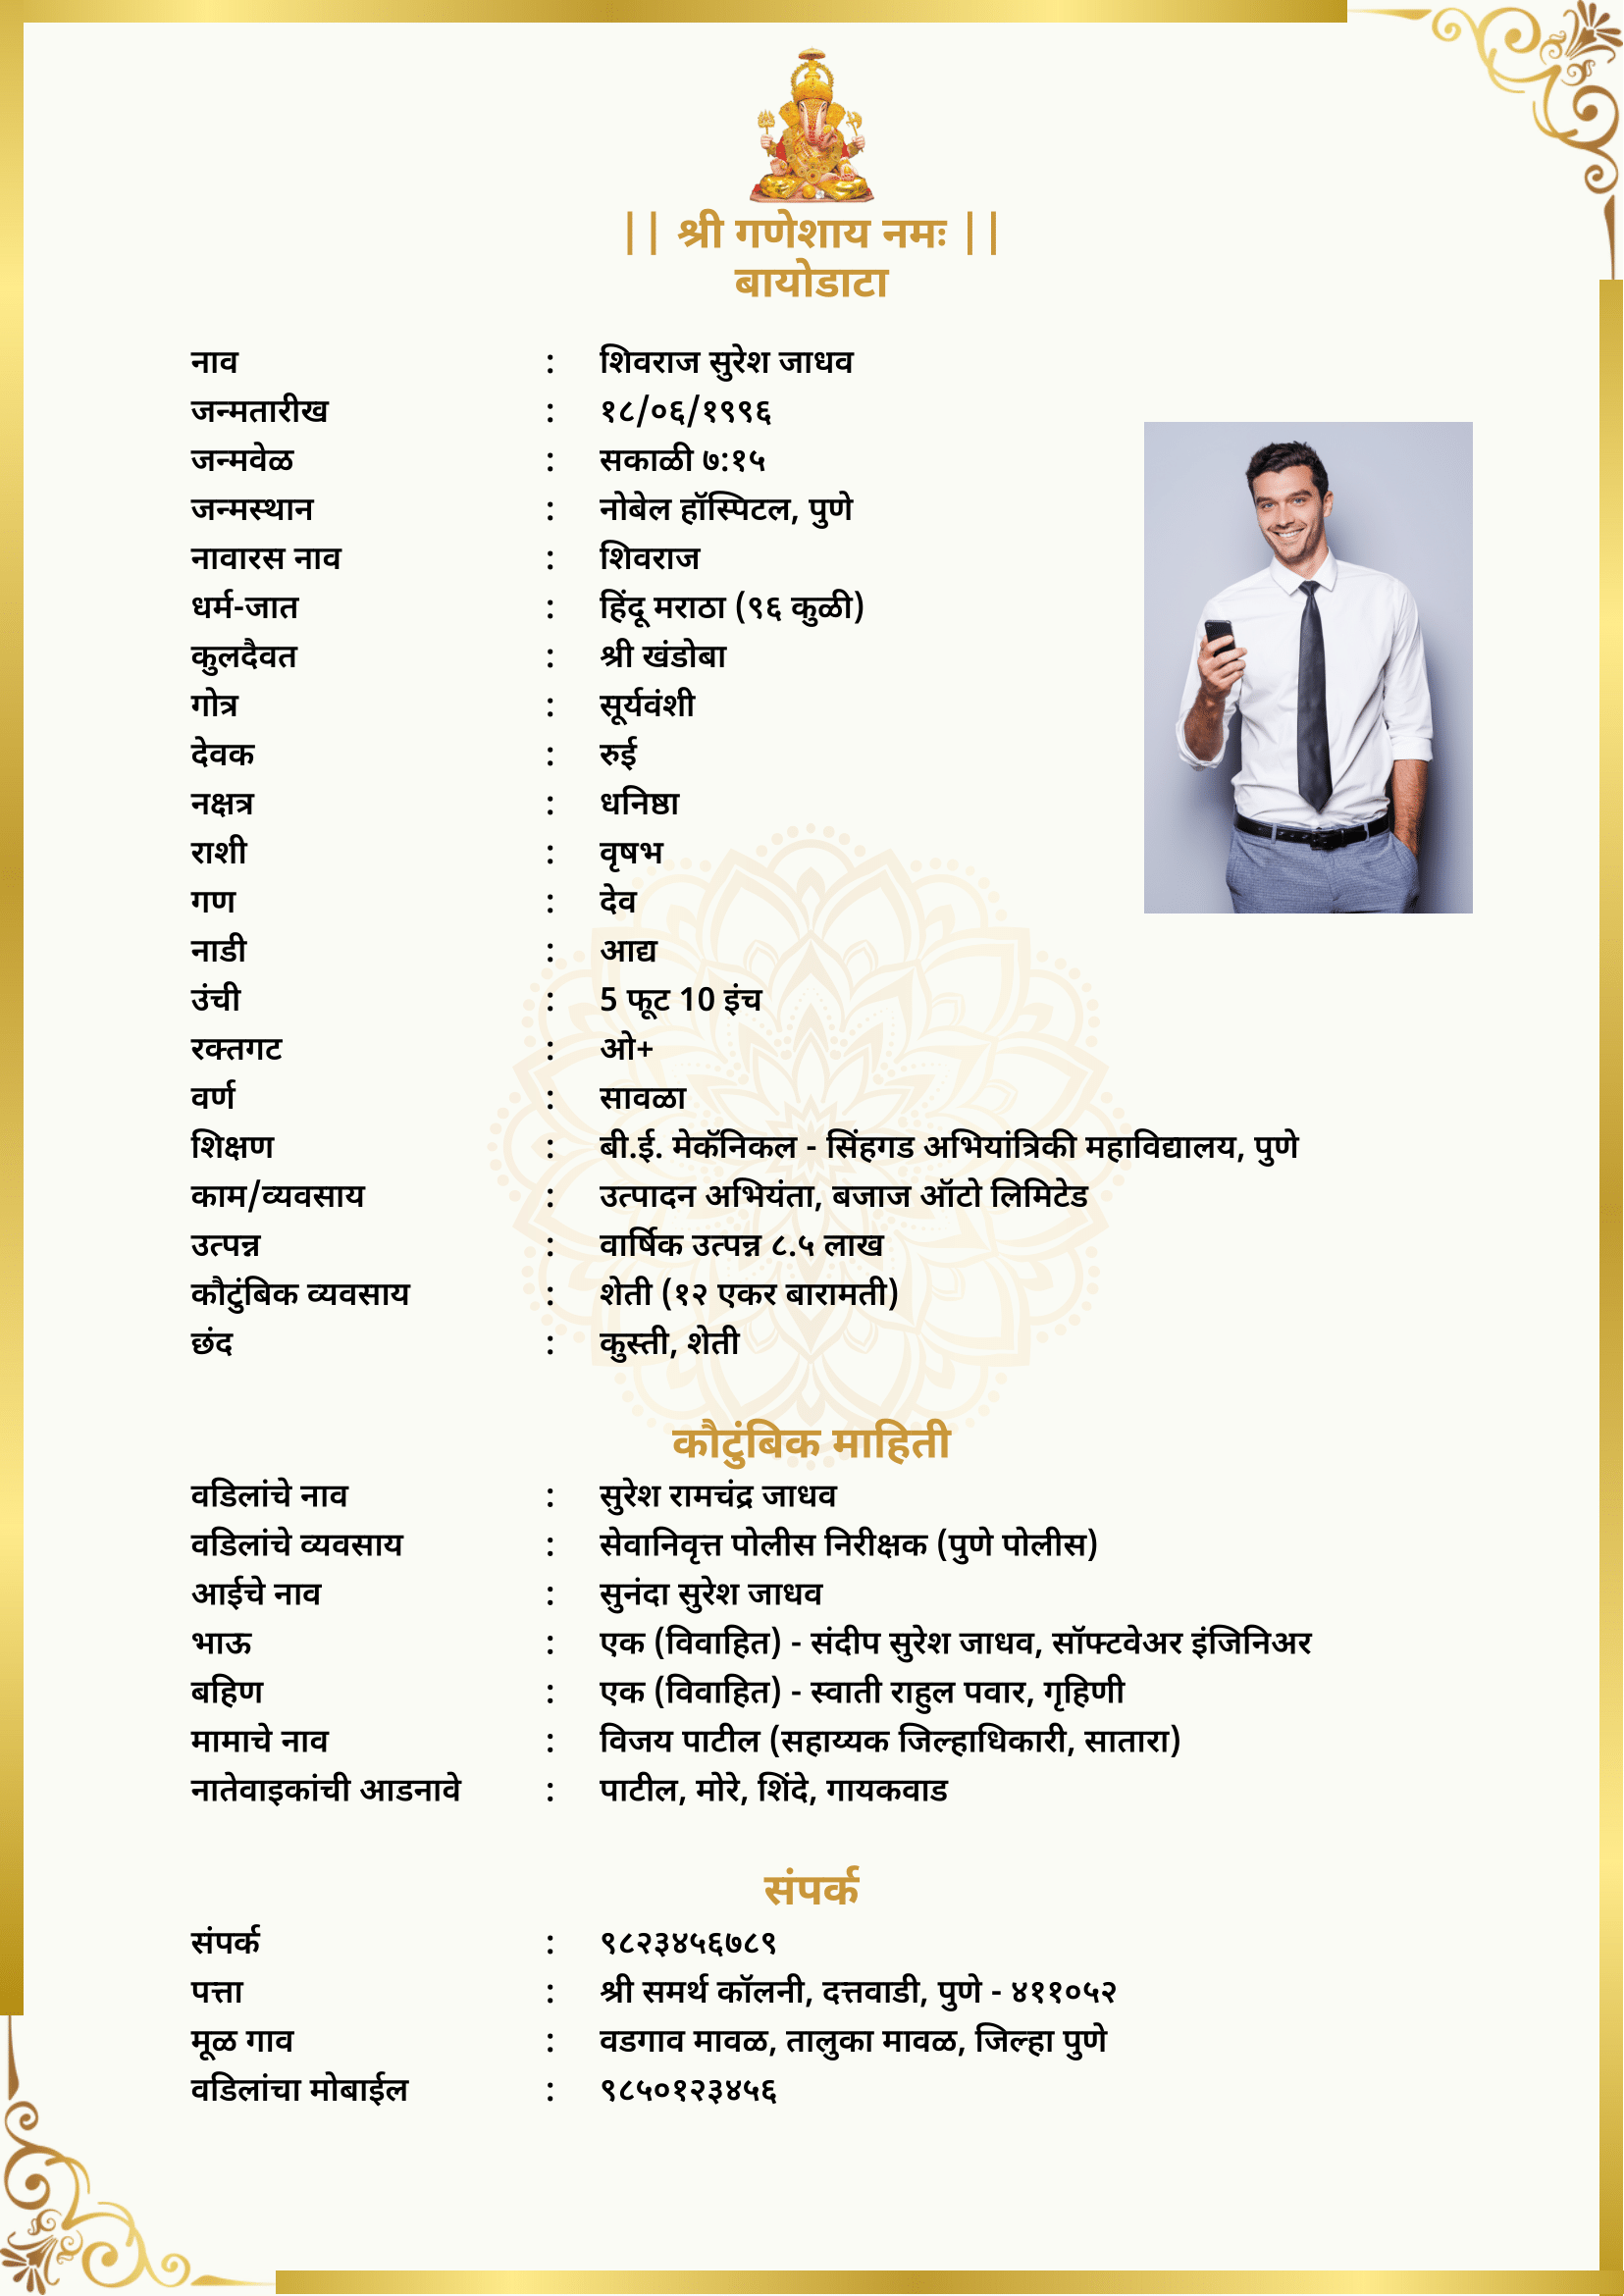 || श्री गणेशाय नमः ||
बायोडाटा
नाव : शिवराज सुरेश जाधव
जन्मतारीख : १८/०६/१९९६
जन्मवेळ : सकाळी ७:१५
जन्मस्थान : नोबेल हॉस्पिटल, पुणे
नावारस नाव : शिवराज
धर्म-जात : हिंदू मराठा (९६ कुळी)
कुलदैवत : श्री खंडोबा
गोत्र : सूर्यवंशी
देवक : रुई
नक्षत्र : धनिष्ठा
राशी : वृषभ
गण : देव
नाडी : आद्य
उंची : 5 फूट 10 इंच
रक्तगट : ओ+
वर्ण : सावळा
शिक्षण : बी.ई. मेकॅनिकल - सिंहगड अभियांत्रिकी महाविद्यालय, पुणे
काम/व्यवसाय : उत्पादन अभियंता, बजाज ऑटो लिमिटेड
उत्पन्न : वार्षिक उत्पन्न ८.५ लाख
कौटुंबिक व्यवसाय : शेती (१२ एकर बारामती)
छंद : कुस्ती, शेती
कौटुंबिक माहिती
वडिलांचे नाव : सुरेश रामचंद्र जाधव
वडिलांचे व्यवसाय : सेवानिवृत्त पोलीस निरीक्षक (पुणे पोलीस)
आईचे नाव : सुनंदा सुरेश जाधव
भाऊ : एक (विवाहित) - संदीप सुरेश जाधव, सॉफ्टवेअर इंजिनिअर
बहिण : एक (विवाहित) - स्वाती राहुल पवार, गृहिणी
मामाचे नाव : विजय पाटील (सहाय्यक जिल्हाधिकारी, सातारा)
नातेवाइकांची आडनावे : पाटील, मोरे, शिंदे, गायकवाड
संपर्क
संपर्क : ९८२३४५६७८९
पत्ता : श्री समर्थ कॉलनी, दत्तवाडी, पुणे - ४११०५२
मूळ गाव : वडगाव मावळ, तालुका मावळ, जिल्हा पुणे
वडिलांचा मोबाईल : ९८५०१२३४५६